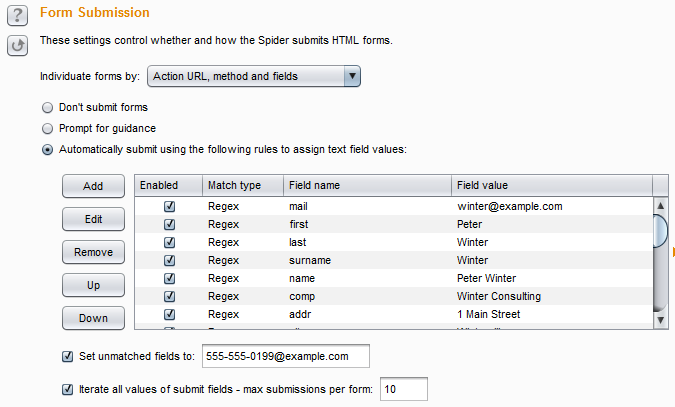 ?
Form Submission
These settings control whether and how the Spider submits HTML forms.
Individuate forms by: Action URL, method and fields
Don't submit forms
Prompt for guidance
Automatically submit using the following rules to assign text field values:
Add
Edit
Remove
Up
Down
Enabled Match type Field name Field value
Regex mail winter@example.com
Regex first Peter
Regex last Winter
Regex surname Winter
Regex name Peter Winter
Regex comp Winter Consulting
Regex addr 1 Main Street
Set unmatched fields to: 555-555-0199@example.com
Iterate all values of submit fields - max submissions per form: 10